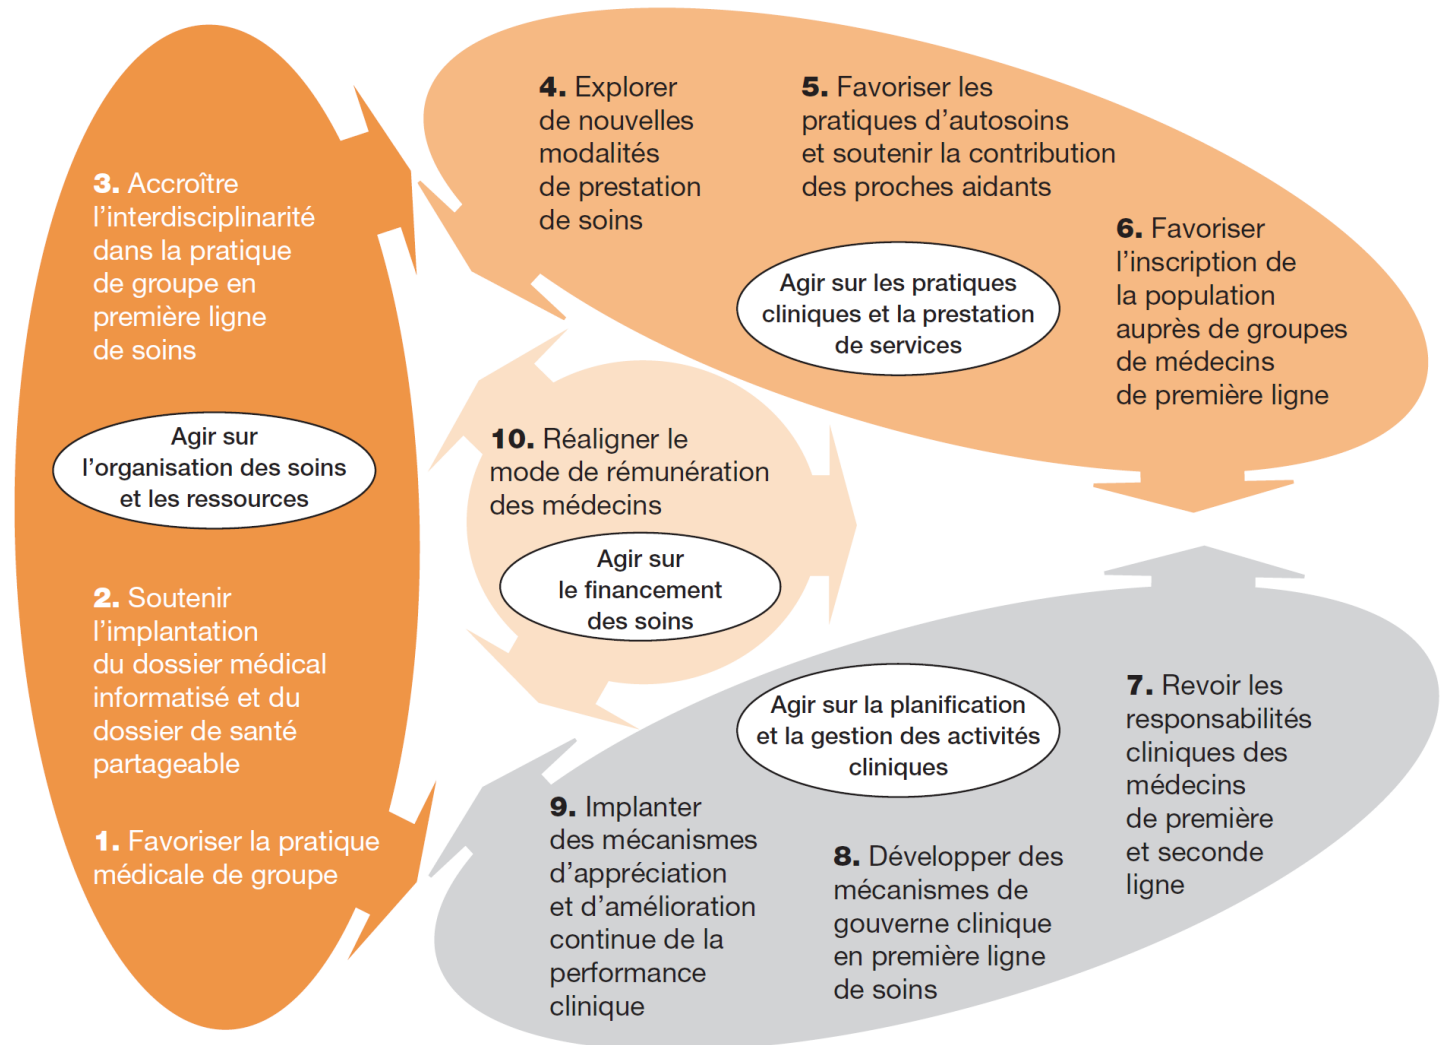 3. Accroître
l’interdisciplinarité
dans la pratique
de groupe en
première ligne
de soins
Agir sur
l’organisation des soins
et les ressources
2. Soutenir
l’implantation
du dossier médical
informatisé et du
dossier de santé
partageable
1. Favoriser la pratique
médicale de groupe
4. Explorer
de nouvelles
modalités
de prestation
de soins
5. Favoriser les
pratiques d’autosoins
et soutenir la contribution
des proches aidants
6. Favoriser
l’inscription de
la population
auprès de groupes
de médecins
de première ligne
Agir sur les pratiques
cliniques et la prestation
de services
10. Réaligner le
mode de rémunération
des médecins
Agir sur
le financement
des soins
Agir sur la planification
et la gestion des activités
cliniques
7. Revoir les
responsabilités
cliniques des
médecins
de première
et seconde
ligne
9. Implanter
des mécanismes
d’appréciation
et d’amélioration
continue de la
performance
clinique
8. Développer des
mécanismes de
gouverne clinique
en première ligne
de soins